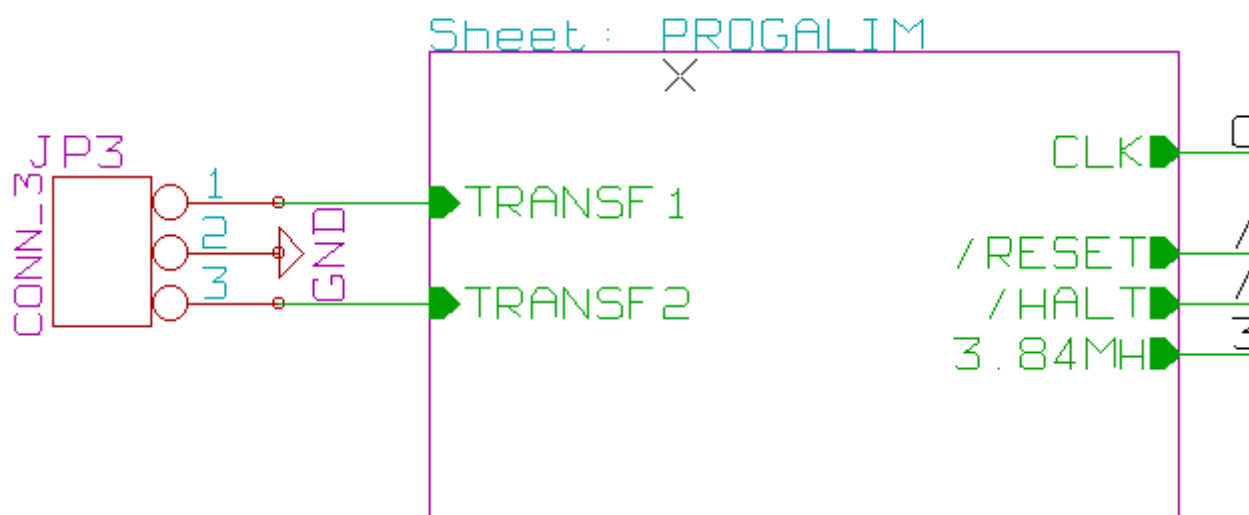 Sheet: PROGALIM
JP3
CONN_3
1
2
3
GND
TRANSF1
TRANSF2
CLK
/RESET
/HALT
3.84MH